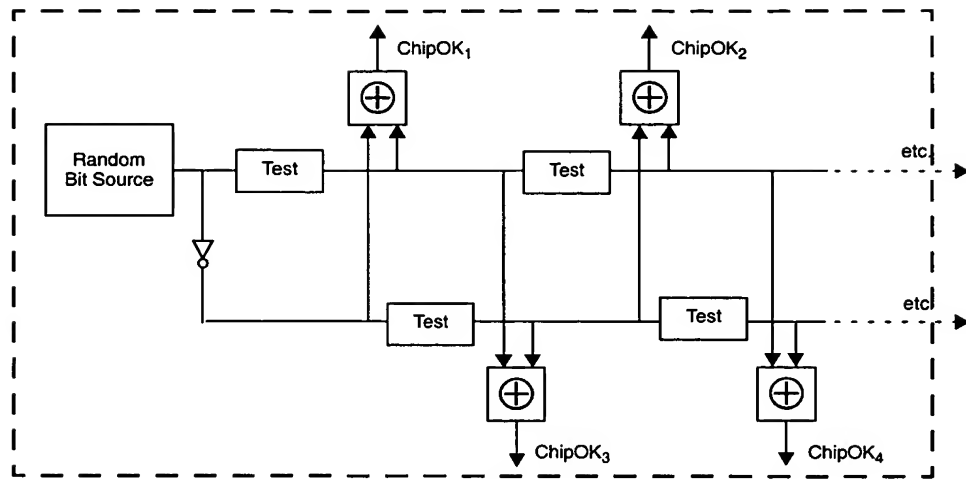 ChipOK₁
ChipOK₂
Random
Bit Source
Test
Test
etc
Test
Test
etc
ChipOK₃
ChipOK₄